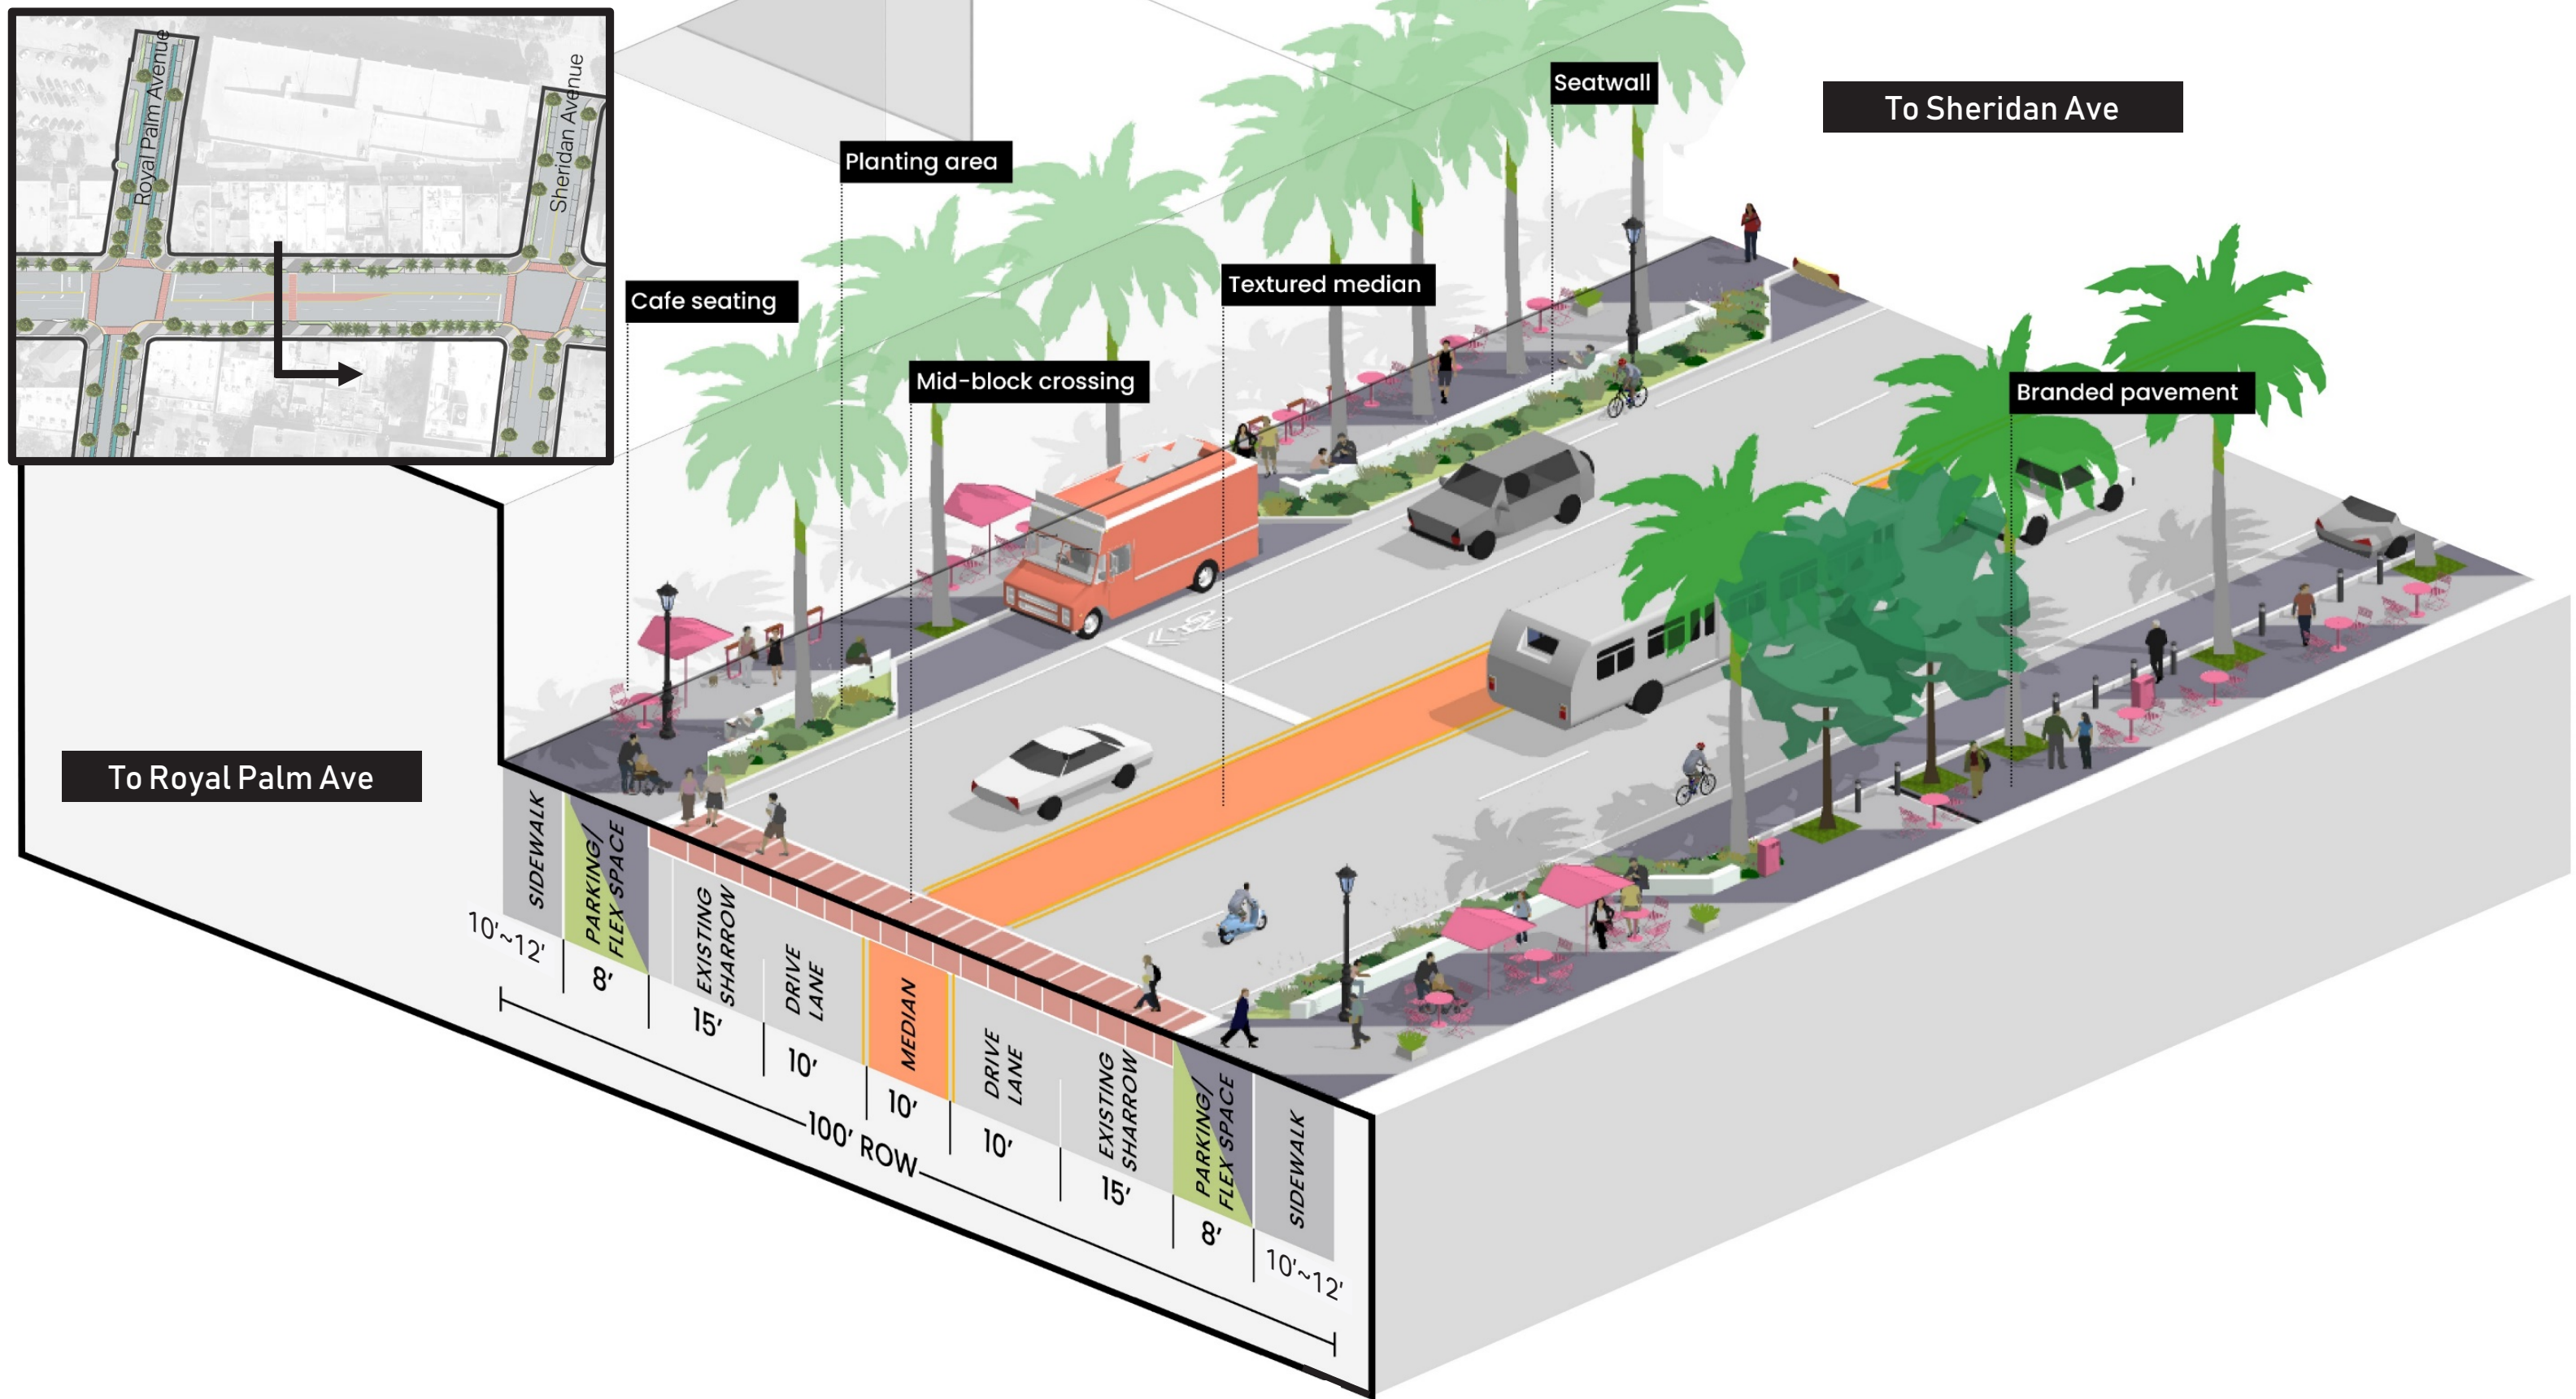 Royal Palm Avenue
Sheridan Avenue
Seatwall
To Sheridan Ave
Planting area
Textured median
Cafe seating
Mid-block crossing
Branded pavement
To Royal Palm Ave
SIDEWALK
PARKING/
FLEX SPACE
EXISTING
SHARROW
DRIVE
LANE
MEDIAN
DRIVE
LANE
EXISTING
SHARROW
PARKING/
FLEX SPACE
SIDEWALK
10'~12'
8'
15'
10'
10'
10'
15'
8'
10'~12'
100' ROW